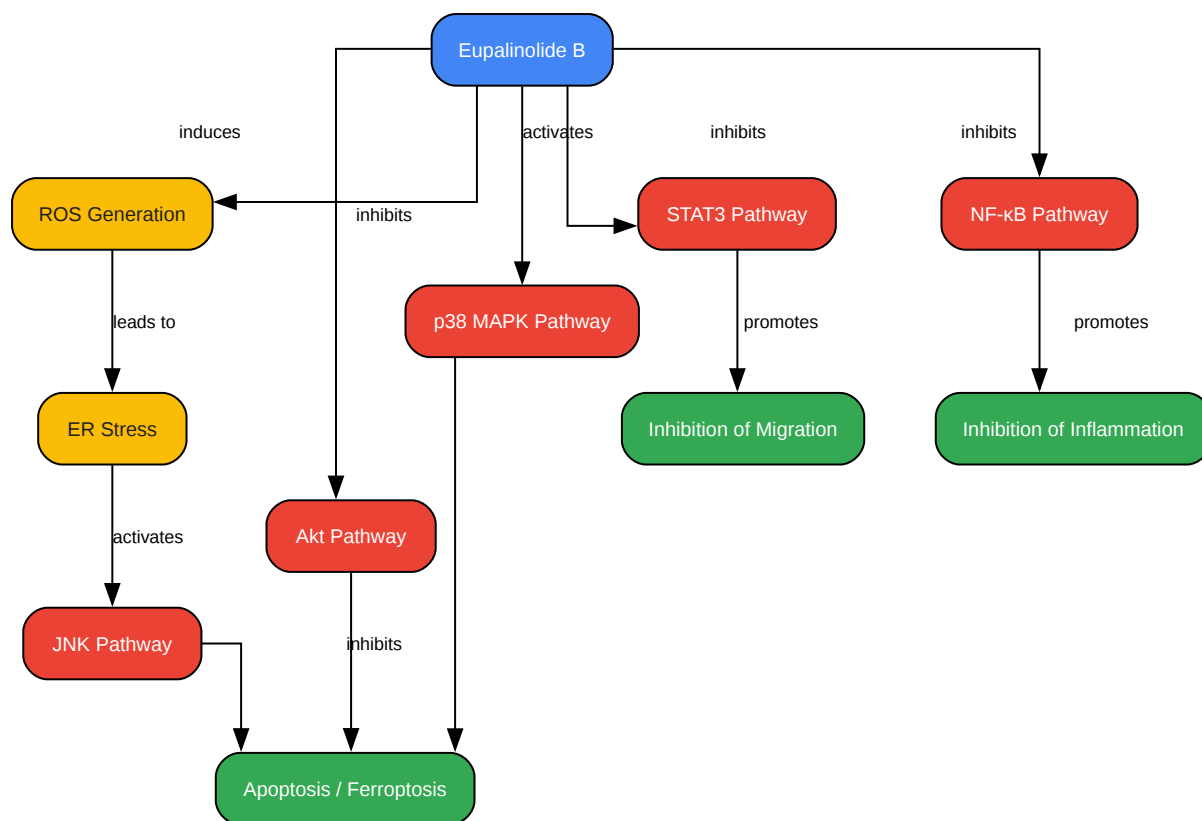 Eupalinolide B
induces
activates
inhibits
inhibits
ROS Generation
inhibits
STAT3 Pathway
NF-κB Pathway
leads to
p38 MAPK Pathway
promotes
promotes
ER Stress
Inhibition of Migration
Inhibition of Inflammation
activates
Akt Pathway
JNK Pathway
inhibits
Apoptosis / Ferroptosis